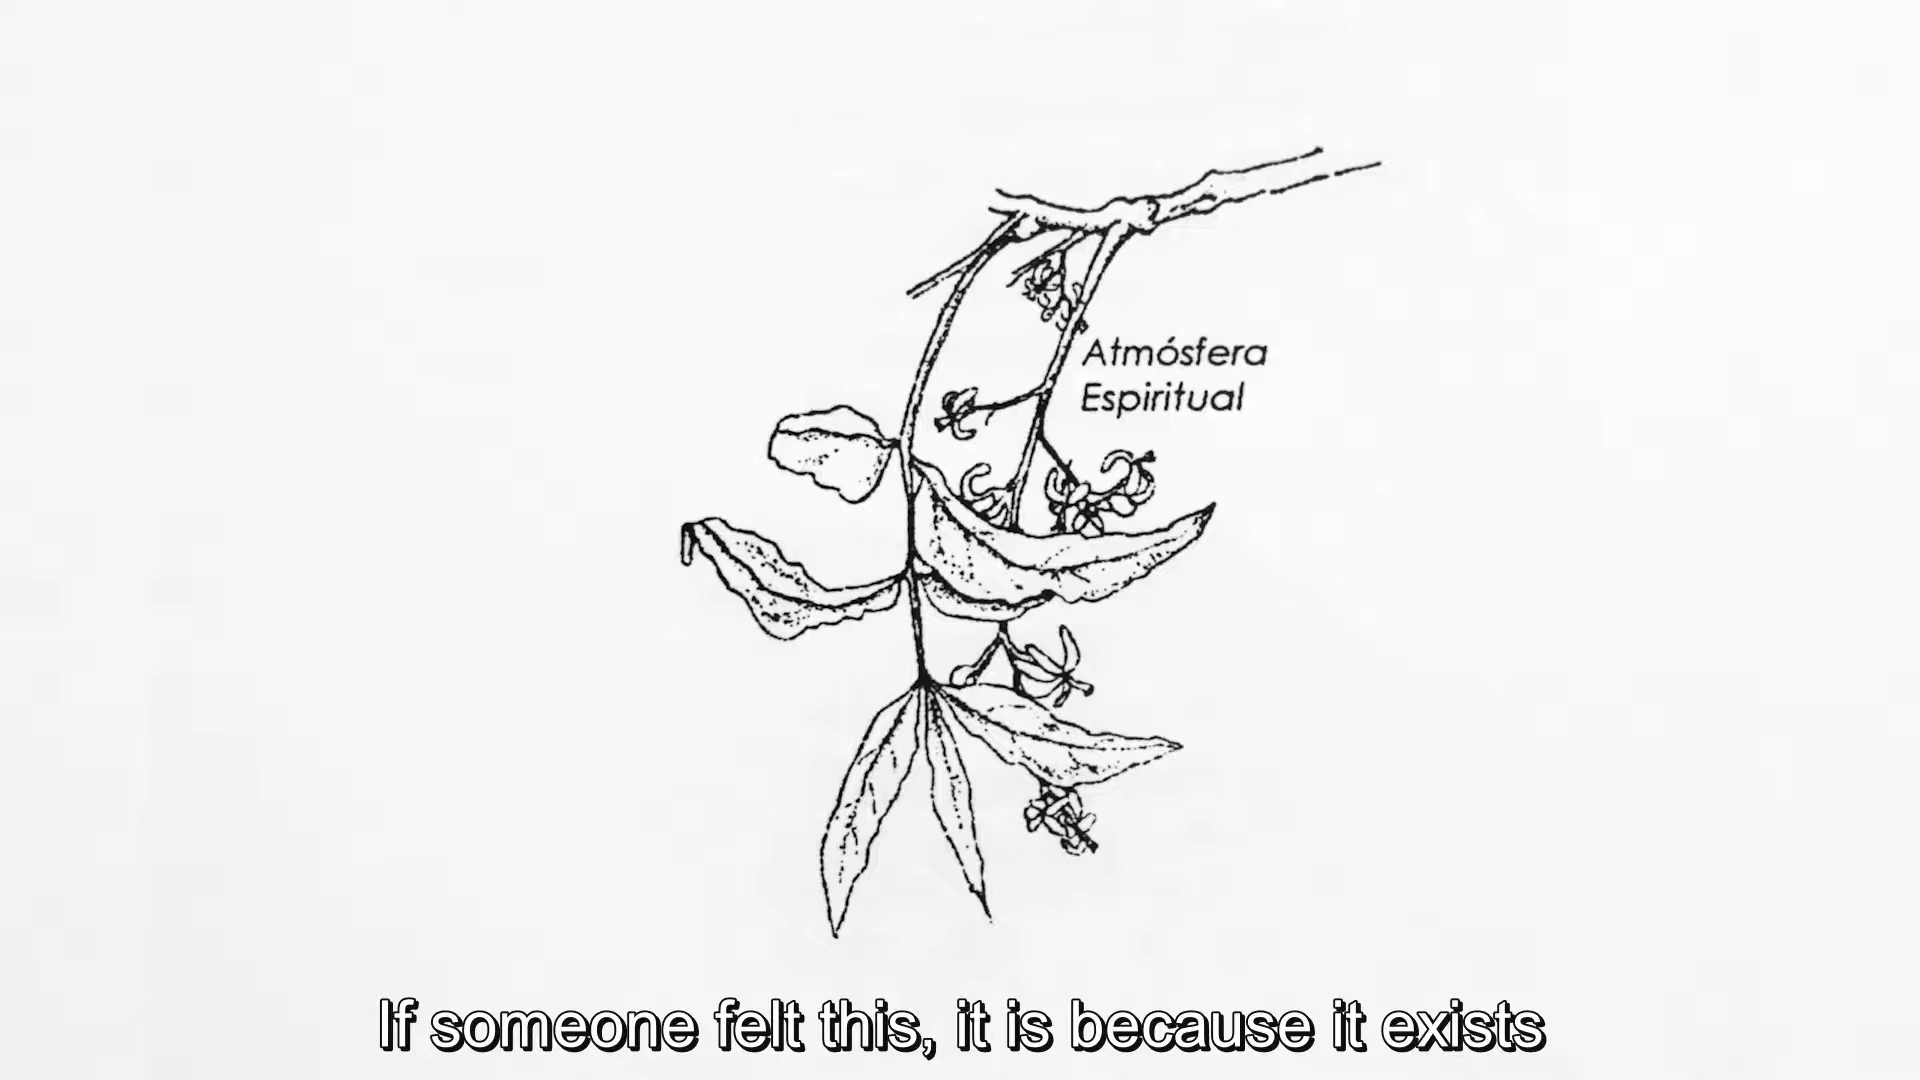 Atmósfera
Espiritual
If someone felt this, it is because it exists